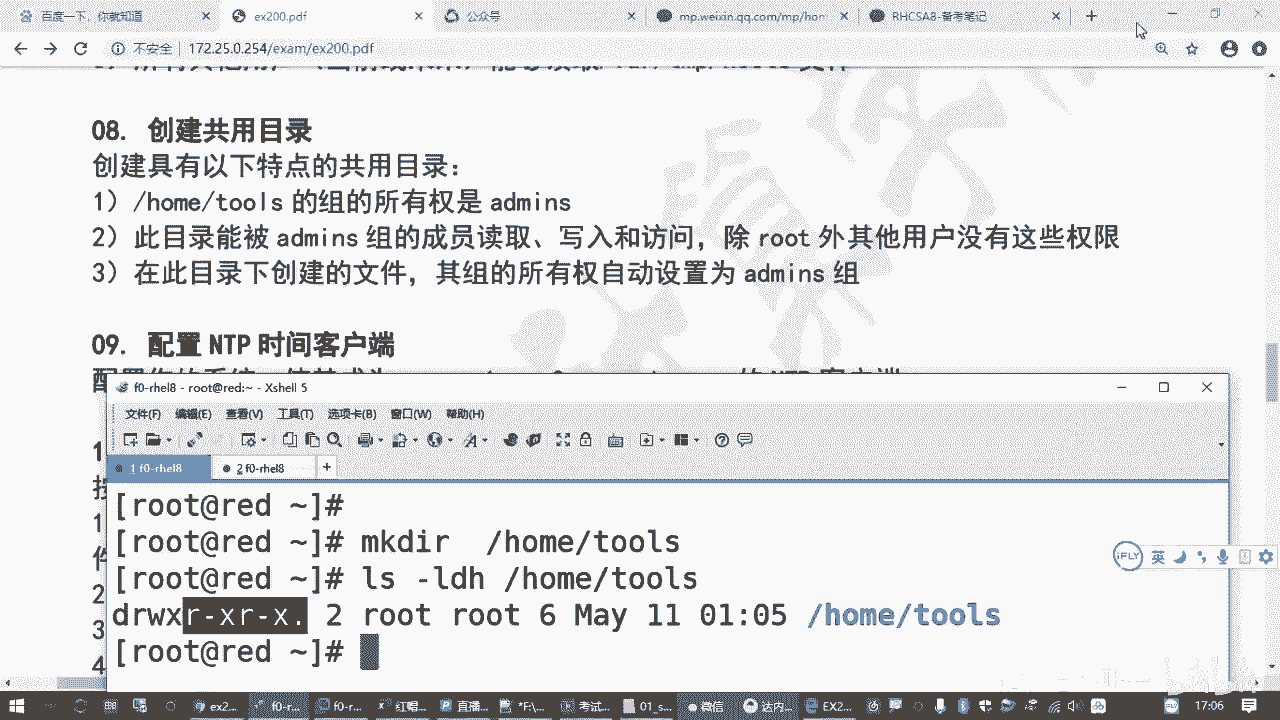 百度一下，你就知道
ex200.pdf
公众号
mp.weixin.qq.com/mp/hom
RHCSA8-备考笔记
不安全 | 172.25.0.254/exam/ex200.pdf
08. 创建共用目录
创建具有以下特点的共用目录：
1）/home/tools 的组的所有权是 admins
2）此目录能被 admins 组的成员读取、写入和访问，除 root 外其他用户没有这些权限
3）在此目录下创建的文件，其组的所有权自动设置为 admins 组
09. 配置 NTP 时间客户端
f0-rhel8 - root@red:~ - Xshell 5
文件(F) 编辑(E) 查看(V) 工具(T) 选项卡(B) 窗口(W) 帮助(H)
1 f0-rhel8
2 f0-rhel8
[root@red ~]#
[root@red ~]# mkdir  /home/tools
[root@red ~]# ls -ldh /home/tools
drwxr-xr-x. 2 root root 6 May 11 01:05 /home/tools
[root@red ~]#
iFLY 英
ex2...
f0-r...
f0-r...
红帽...
直播...
*F:\...
考试...
01_s...
微信
达内...
EX2...
17:06